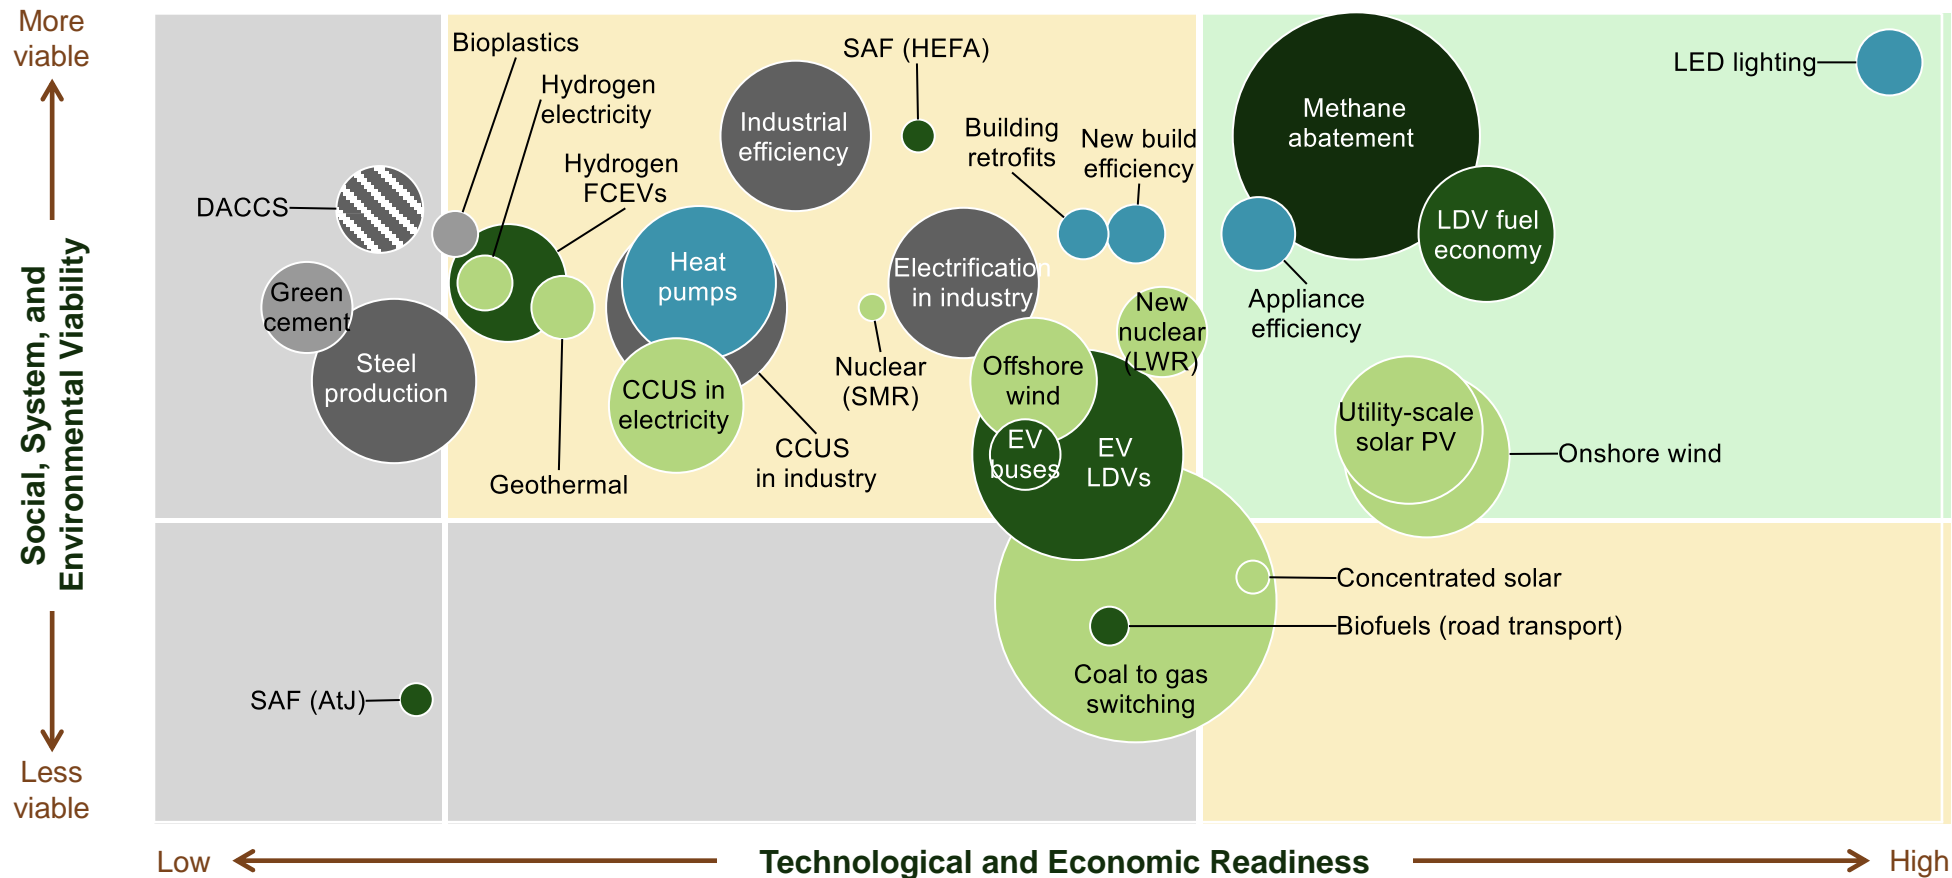 More
viable
Social, System, and
Environmental Viability
Less
viable
Bioplastics
Hydrogen
electricity
Hydrogen
FCEVs
SAF (HEFA)
Industrial
efficiency
Building
retrofits
New build
efficiency
Methane
abatement
LED lighting
DACCS
LDV fuel
economy
Heat
pumps
Electrification
in industry
Green
cement
Steel
production
New
nuclear
(LWR)
Appliance
efficiency
Nuclear
(SMR)
Offshore
wind
CCUS in
electricity
CCUS
in industry
Geothermal
EV
buses
EV
LDVs
Utility-scale
solar PV
Onshore wind
Concentrated solar
Biofuels (road transport)
Coal to gas
switching
SAF (AtJ)
Low
Technological and Economic Readiness
High